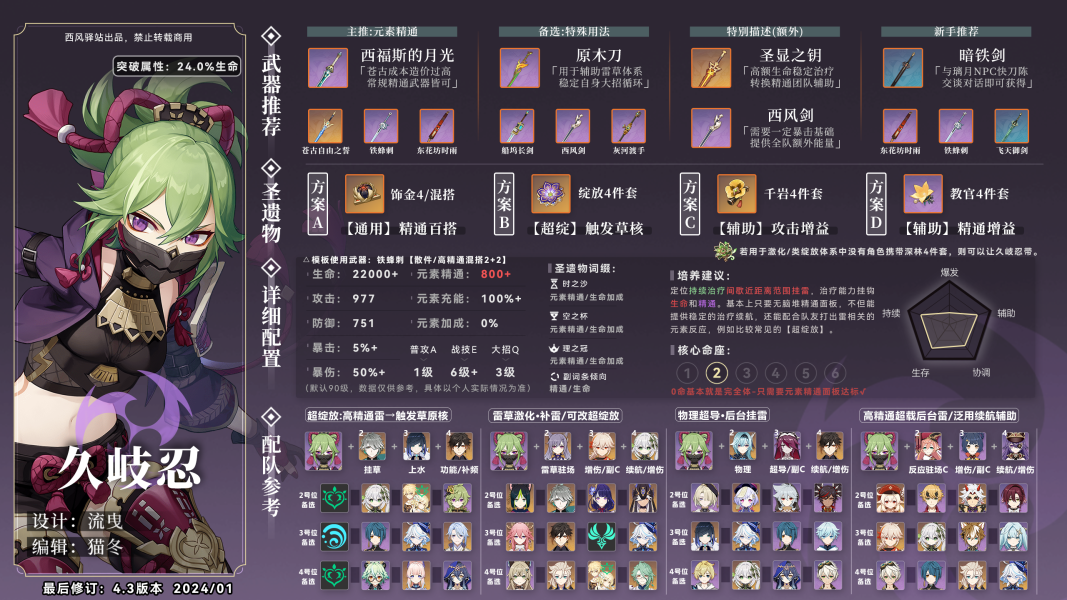 西风驿站出品，禁止转载商用
突破属性：24.0%生命
久岐忍
设计：流曳
编辑：猫冬
最后修订：4.3版本 2024/01
武器推荐
主推:元素精通
西福斯的月光
「苍古成本造价过高
常规精通武器皆可」
苍古自由之誓 铁蜂刺 东花坊时雨
备选:特殊用法
原木刀
「用于辅助雷草体系
稳定自身大招循环」
船坞长剑 西风剑 灰河渡手
特别描述(额外)
圣显之钥
「高额生命稳定治疗
转换精通团队辅助」
西风剑
「需要一定暴击基础
提供全队额外能量」
新手推荐
暗铁剑
「与璃月NPC快刀陈
交谈对话即可获得」
东花坊时雨 铁蜂刺 飞天御剑
圣遗物
方案A
饰金4/混搭
【通用】精通百搭
方案B
绽放4件套
【超绽】触发草核
方案C
千岩4件套
【辅助】攻击增益
方案D
教官4件套
【辅助】精通增益
若用于激化/类绽放体系中没有角色携带深林4件套，则可以让久岐忍带。
详细配置
△模板使用武器：铁蜂刺【散件/高精通混搭2+2】
生命：22000+ 元素精通：800+
攻击：977 元素充能：100%+
防御：751 元素加成：0%
暴击：5%+ 普攻A 战技E 大招Q
暴伤：50%+ 1级 6级+ 3级
(默认90级，数据仅供参考，具体以个人实际情况为准)
圣遗物词缀：
时之沙
元素精通/生命加成
空之杯
元素精通/生命加成
理之冠
元素精通/生命加成
副词条倾向
精通/生命
培养建议：
定位持续治疗间歇近距离范围挂雷，治疗能力挂钩
生命和精通。基本上只要无脑堆精通面板，不但能
提供稳定的治疗续航，还能配合队友打出雷相关的
元素反应，例如比较常见的【超绽放】。
核心命座：
1 2 3 4 5 6
0命基本就是完全体·只需要元素精通面板达标✓
爆发
持续
辅助
生存
协调
配队参考
超绽放:高精通雷一触发草原核
2 3 4
挂草 上水 功能/补频
2号位备选
3号位备选
4号位备选
雷草激化·补雷/可改超绽放
2 3 4
雷草驻场 增伤/副C 续航/增伤
2号位备选
3号位备选
4号位备选
物理超导·后台挂雷
2 3 4
物理 超导/副C 续航/增伤
2号位备选
3号位备选
4号位备选
高精通超载后台雷/泛用续航辅助
2 3 4
反应驻场C 增伤/副C 续航/增伤
2号位备选
3号位备选
4号位备选